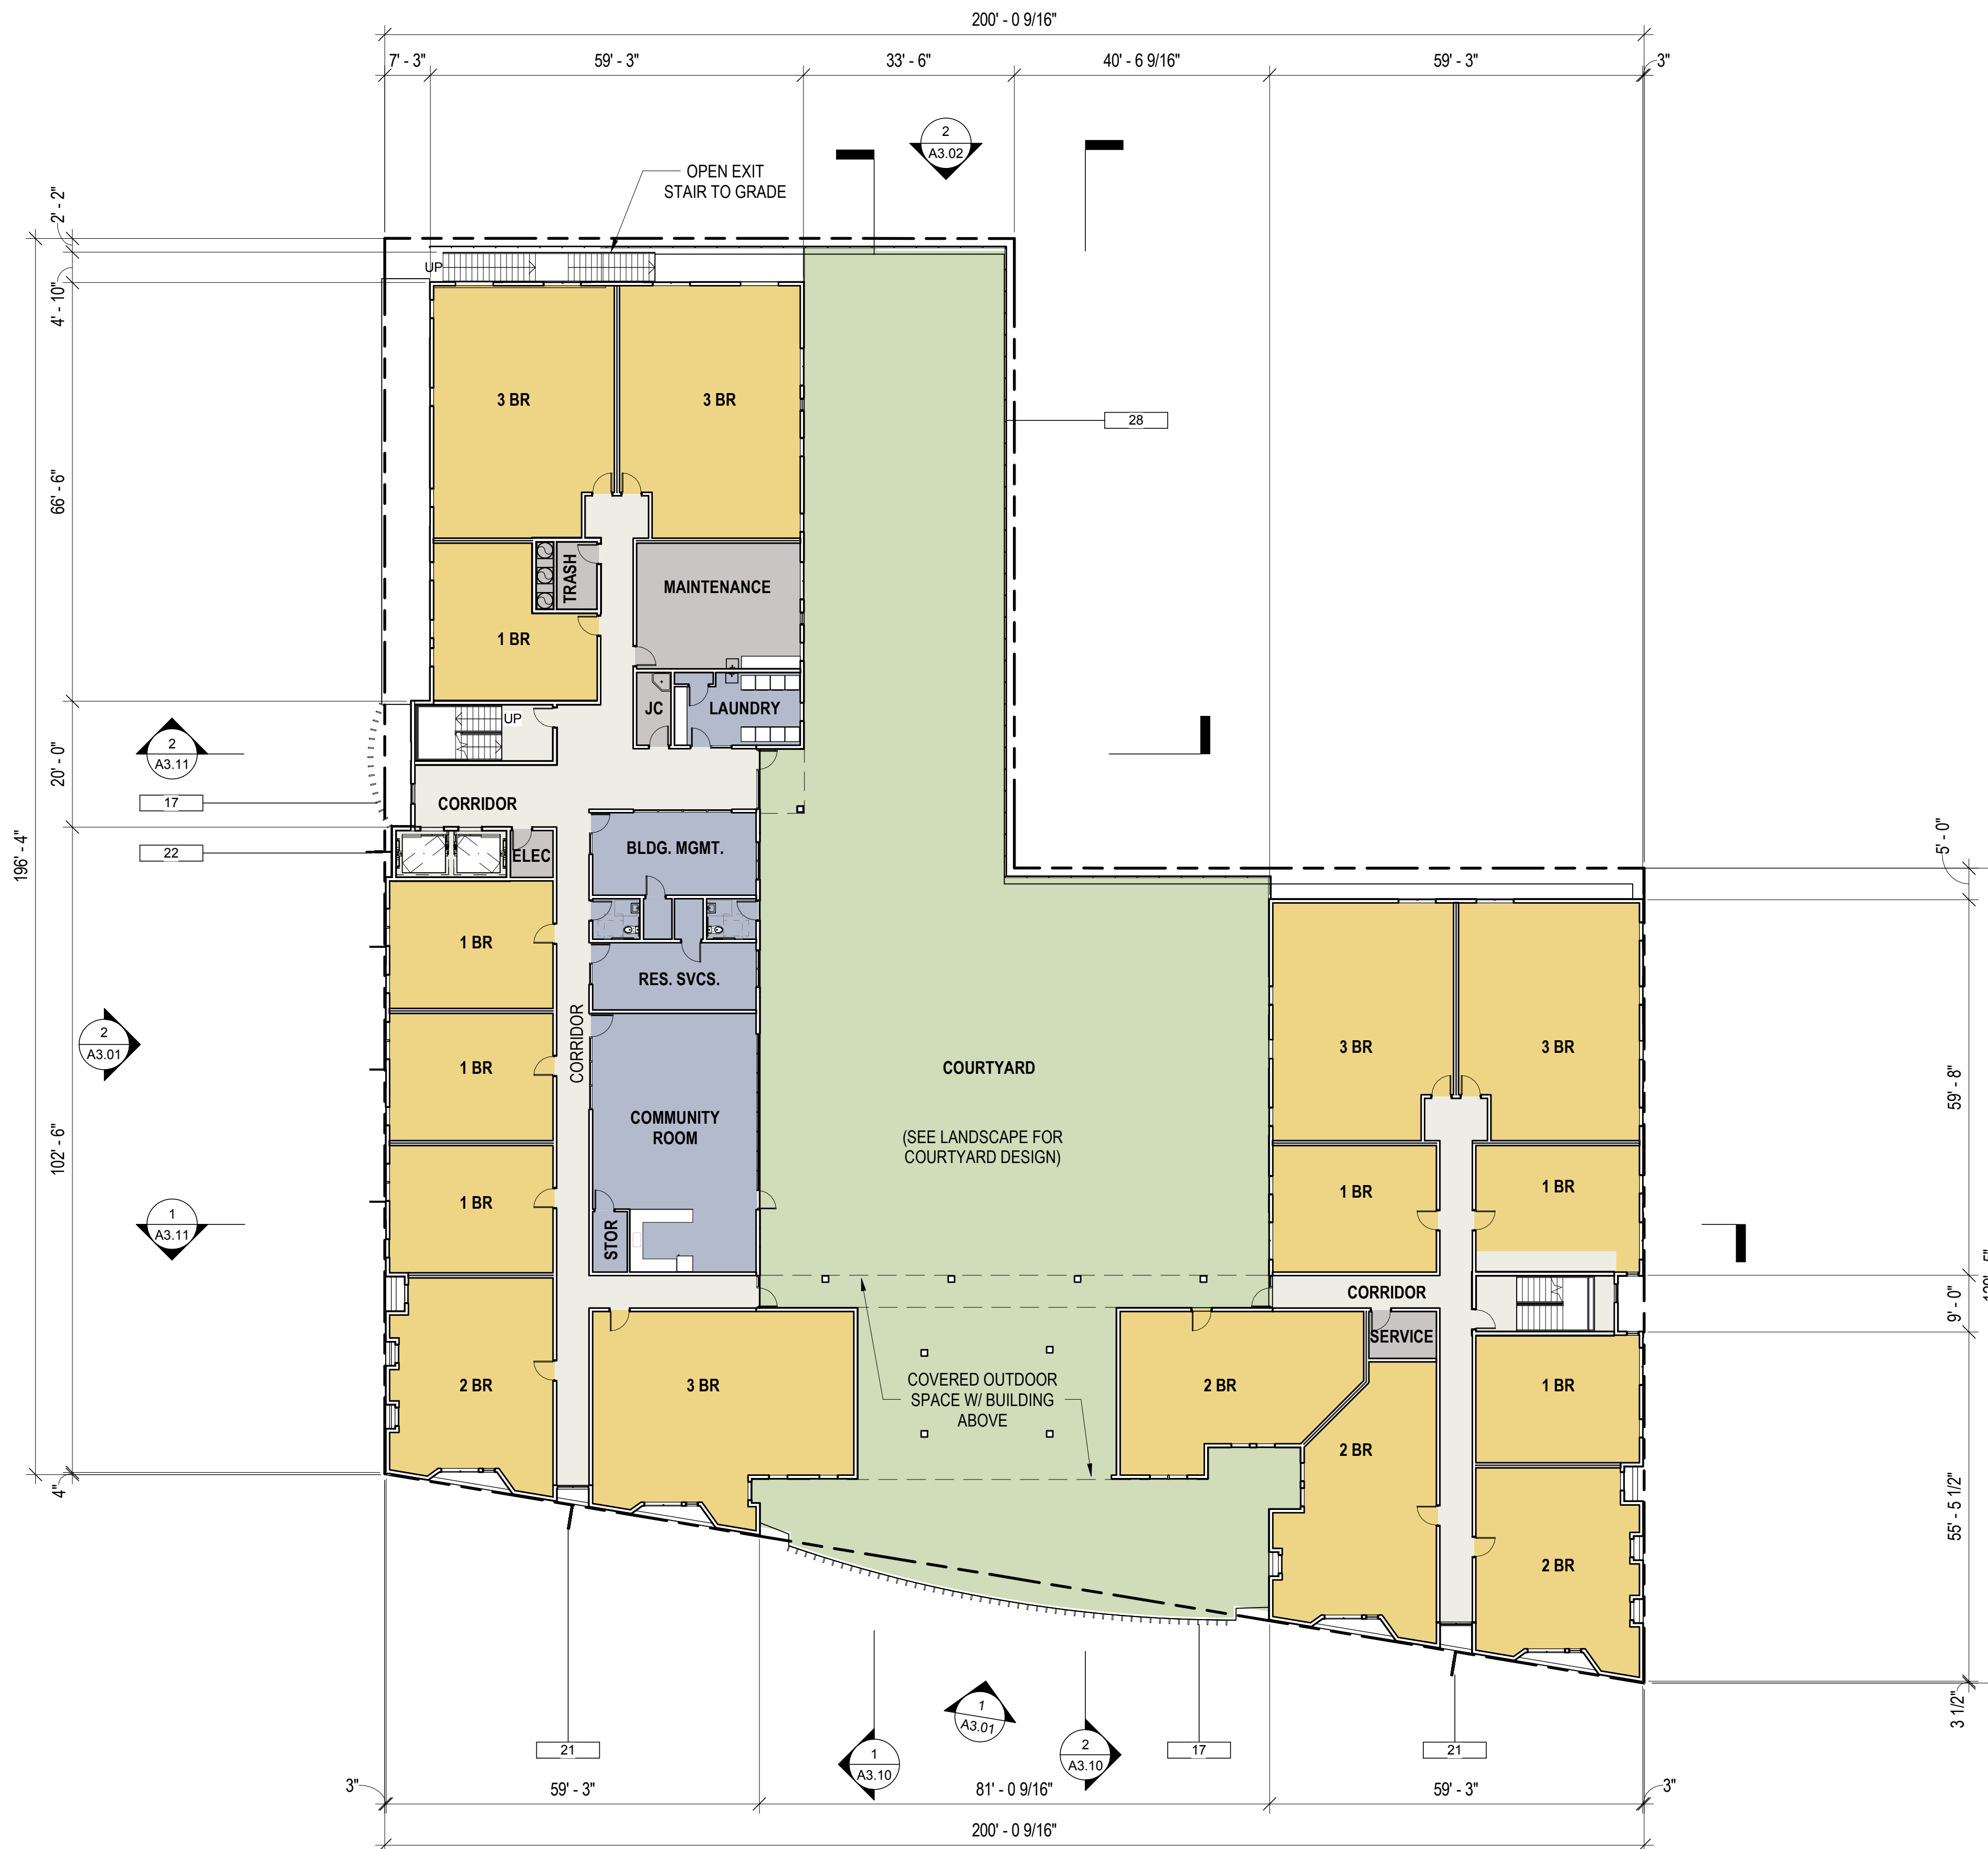 200' - 0 9/16"
7' - 3"
59' - 3"
33' - 6"
40' - 6 9/16"
59' - 3"
3"
2
A3.02
OPEN EXIT
STAIR TO GRADE
2' - 2"
4' - 10"
66' - 6"
20' - 0"
196' - 4"
102' - 6"
4"
UP
3 BR
3 BR
28
TRASH
MAINTENANCE
1 BR
JC
LAUNDRY
UP
2
A3.11
17
CORRIDOR
22
ELEC
BLDG. MGMT.
5' - 0"
1 BR
RES. SVCS.
CORRIDOR
2
A3.01
1 BR
COMMUNITY
ROOM
COURTYARD
(SEE LANDSCAPE FOR
COURTYARD DESIGN)
3 BR
3 BR
59' - 8"
1 BR
1
A3.11
STOR
1 BR
1 BR
CORRIDOR
9' - 0"
SERVICE
2 BR
3 BR
COVERED OUTDOOR
SPACE W/ BUILDING
ABOVE
2 BR
1 BR
2 BR
2 BR
55' - 5 1/2"
3 1/2"
21
1
A3.10
1
A3.01
2
A3.10
17
21
3"
59' - 3"
81' - 0 9/16"
59' - 3"
3"
200' - 0 9/16"